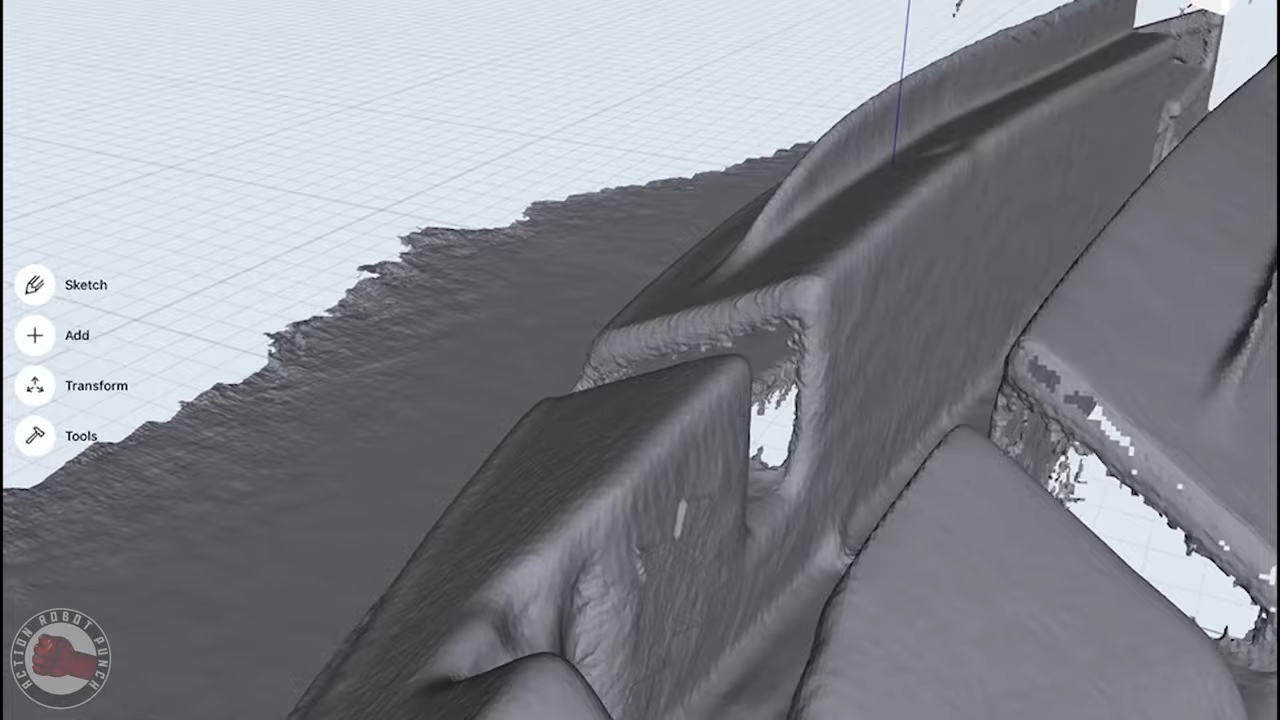 Sketch
Add
Transform
Tools
ACTION ROBOT PUNCH